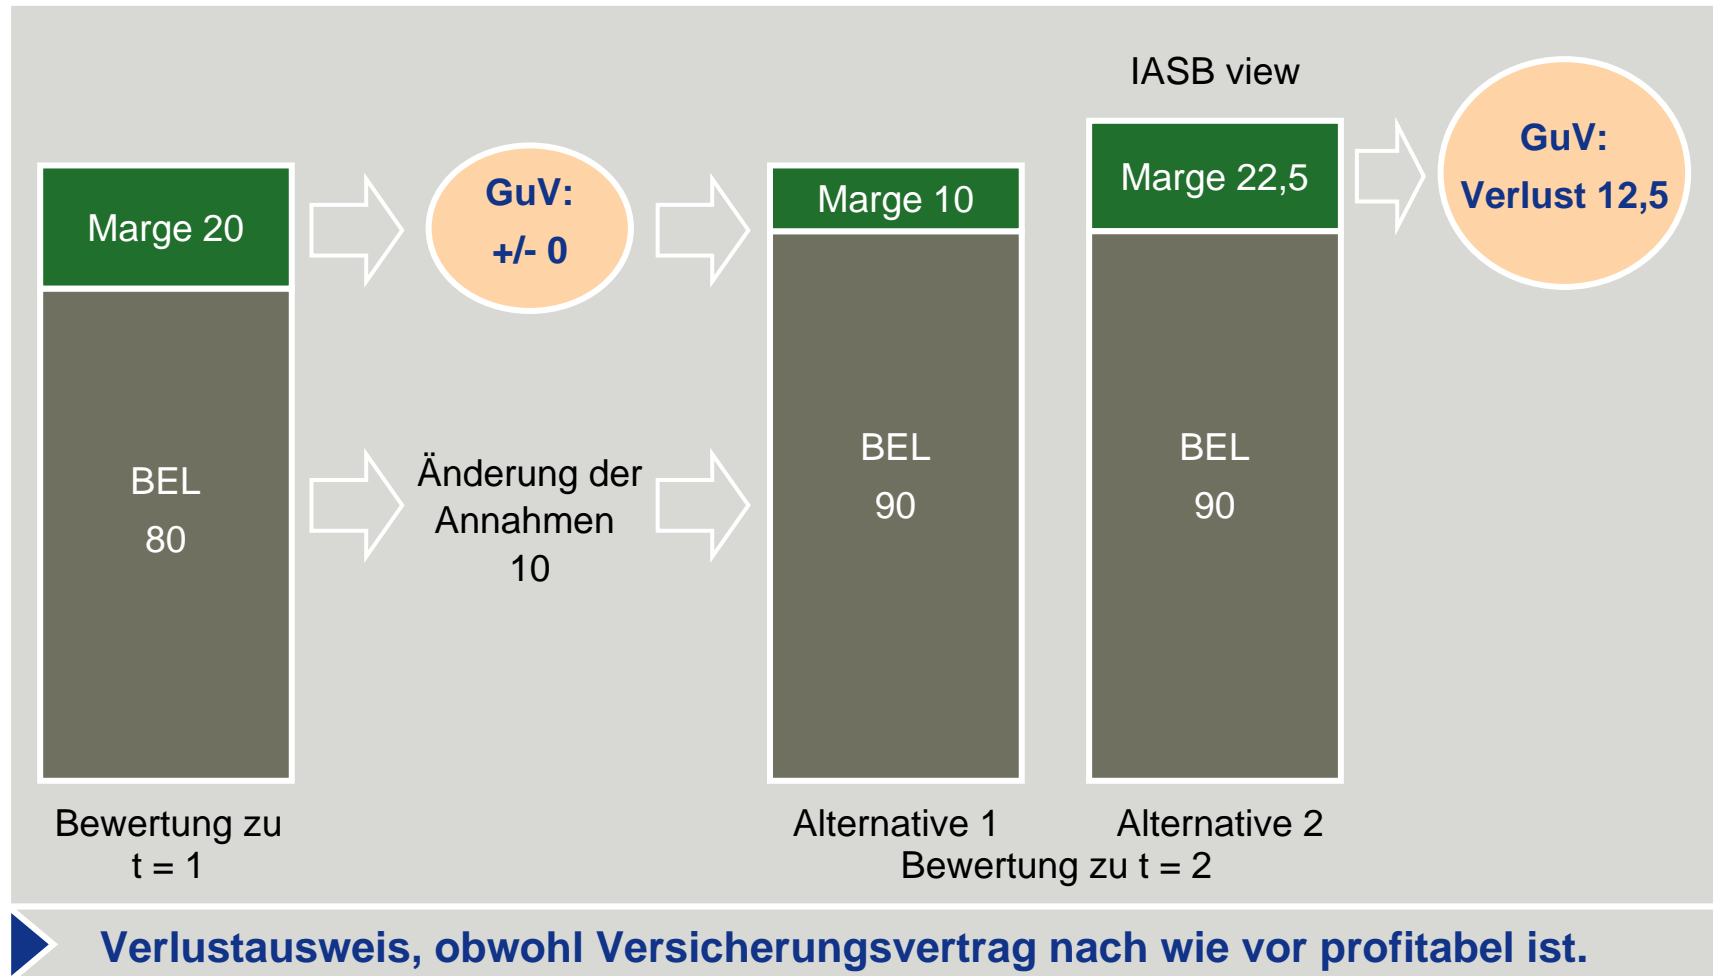 IASB view
Marge 20
GuV:
+/- 0
Marge 10
Marge 22,5
GuV:
Verlust 12,5
BEL
80
Änderung der
Annahmen
10
BEL
90
BEL
90
Bewertung zu
t = 1
Alternative 1
Alternative 2
Bewertung zu t = 2
Verlustausweis, obwohl Versicherungsvertrag nach wie vor profitabel ist.